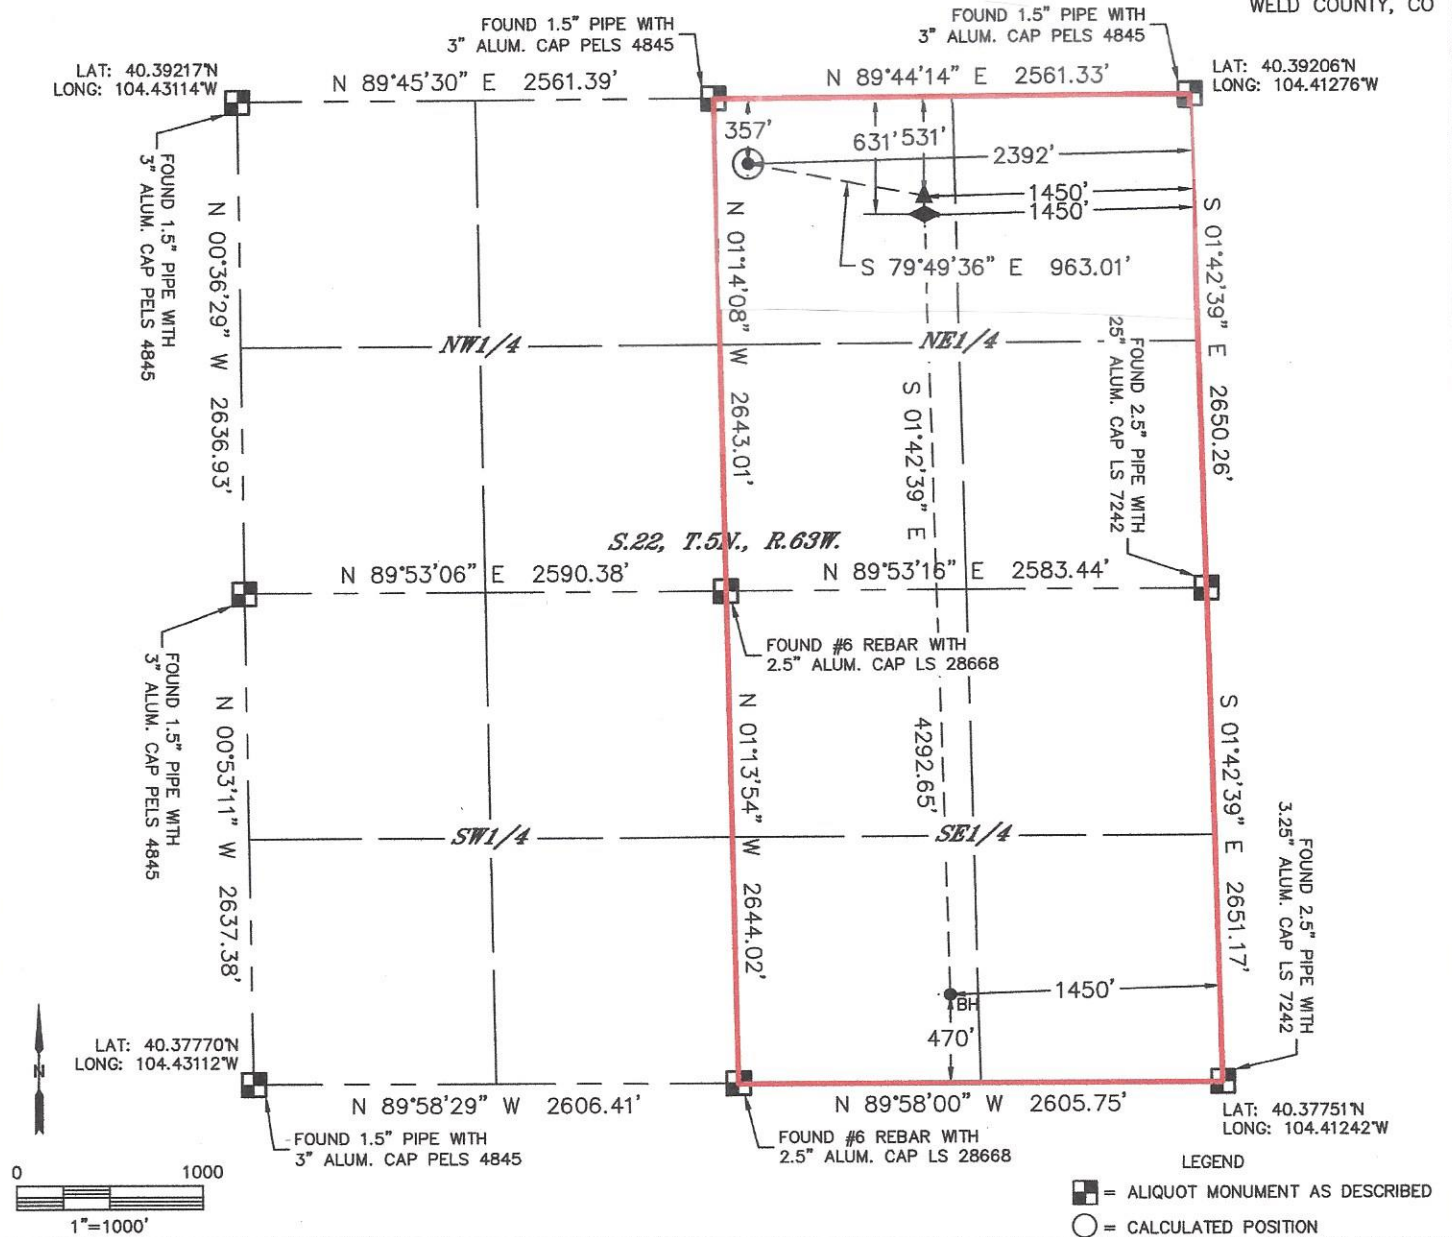 WELD COUNTY, CO
FOUND 1.5" PIPE WITH
3" ALUM. CAP PELS 4845
FOUND 1.5" PIPE WITH
3" ALUM. CAP PELS 4845
LAT: 40.39217°N
LONG: 104.43114°W
N 89°45'30" E 2561.39'
N 89°44'14" E 2561.33'
LAT: 40.39206°N
LONG: 104.41276°W
357'
631'
531'
2392'
1450'
1450'
S 79°49'36" E 963.01'
FOUND 1.5" PIPE WITH
3" ALUM. CAP PELS 4845
N 00°36'29" W 2636.93'
N 01°14'08" W 2643.01'
S 01°42'39" E 2650.26'
FOUND 2.5" PIPE WITH
25" ALUM. CAP LS 7242
NW1/4
NE1/4
S 01°42'39" E 4292.65'
S.22, T.5N., R.63W.
N 89°53'06" E 2590.38'
N 89°53'16" E 2583.44'
FOUND #6 REBAR WITH
2.5" ALUM. CAP LS 28668
FOUND 1.5" PIPE WITH
3" ALUM. CAP PELS 4845
N 00°53'11" W 2637.38'
N 01°13'54" W 2644.02'
S 01°42'39" E 2651.17'
FOUND 2.5" PIPE WITH
3.25" ALUM. CAP LS 7242
SW1/4
SE1/4
1450'
BH
470'
N
LAT: 40.37770°N
LONG: 104.43112°W
N 89°58'29" W 2606.41'
N 89°58'00" W 2605.75'
LAT: 40.37751°N
LONG: 104.41242°W
FOUND 1.5" PIPE WITH
3" ALUM. CAP PELS 4845
FOUND #6 REBAR WITH
2.5" ALUM. CAP LS 28668
0 1000
1"=1000'
LEGEND
= ALIQUOT MONUMENT AS DESCRIBED
= CALCULATED POSITION